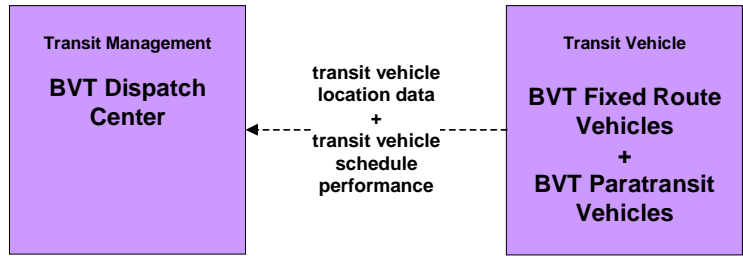 Transit Management
BVT Dispatch
Center
transit vehicle
location data
+
transit vehicle
schedule
performance
Transit Vehicle
BVT Fixed Route
Vehicles
+
BVT Paratransit
Vehicles